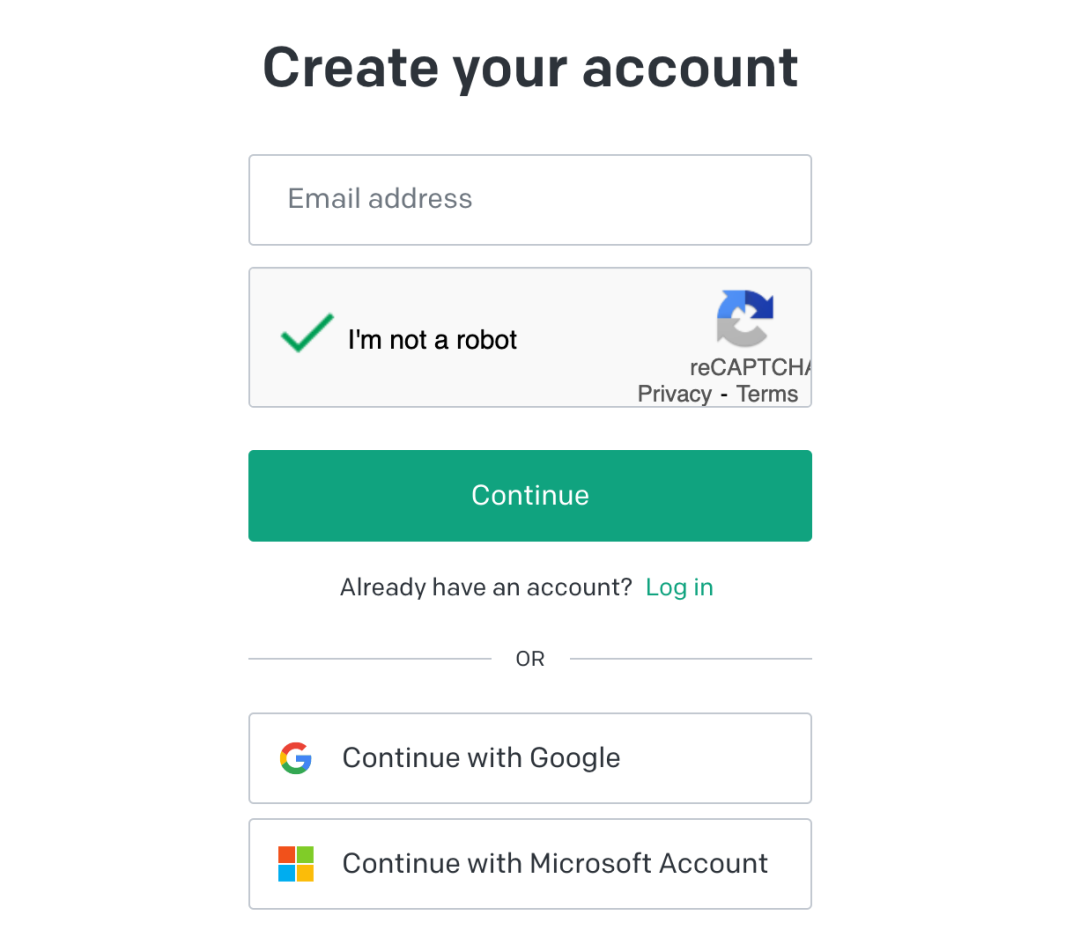 Create your account
Email address
I'm not a robot
reCAPTCHA
Privacy - Terms
Continue
Already have an account? Log in
OR
Continue with Google
Continue with Microsoft Account